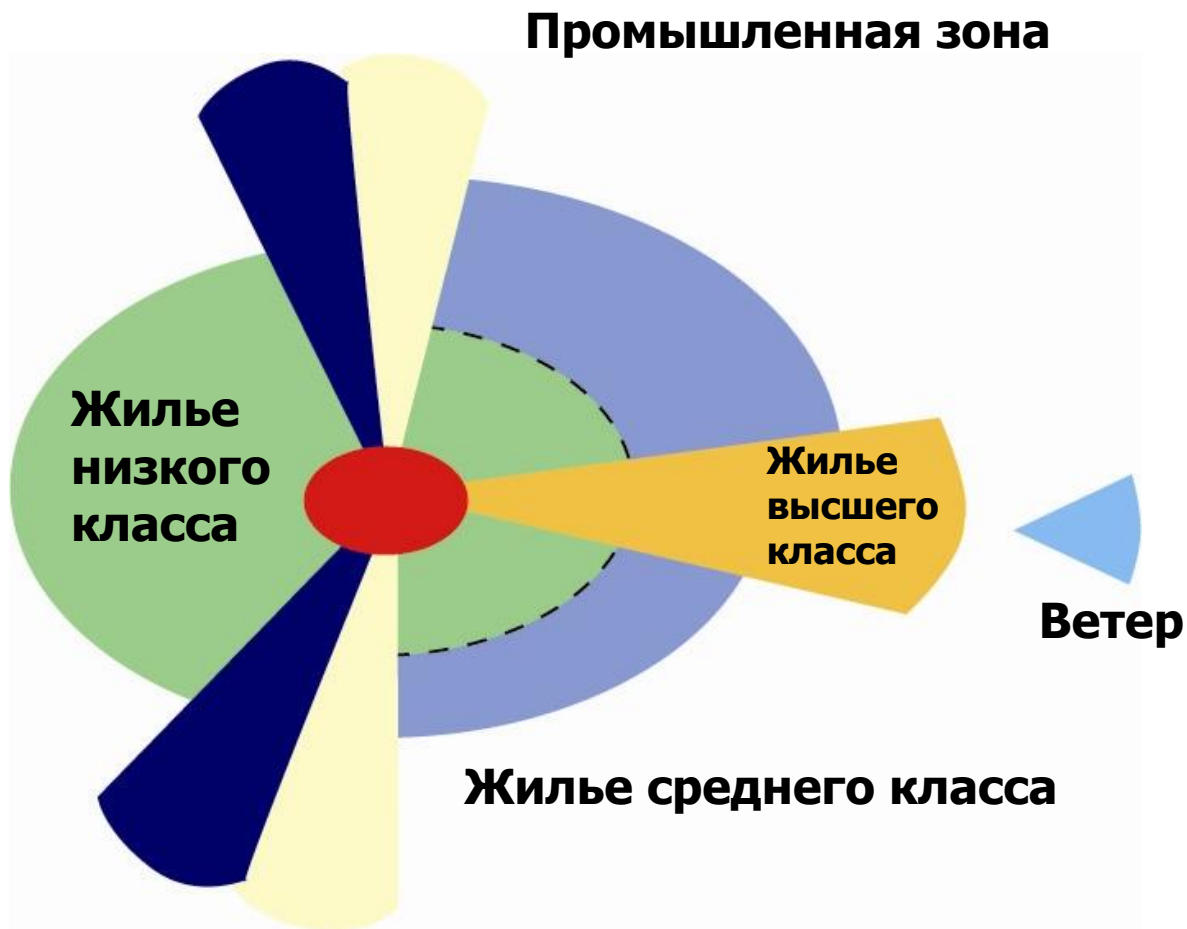 Промышленная зона
Жилье
низкого
класса
Жилье
высшего
класса
Ветер
Жилье среднего класса